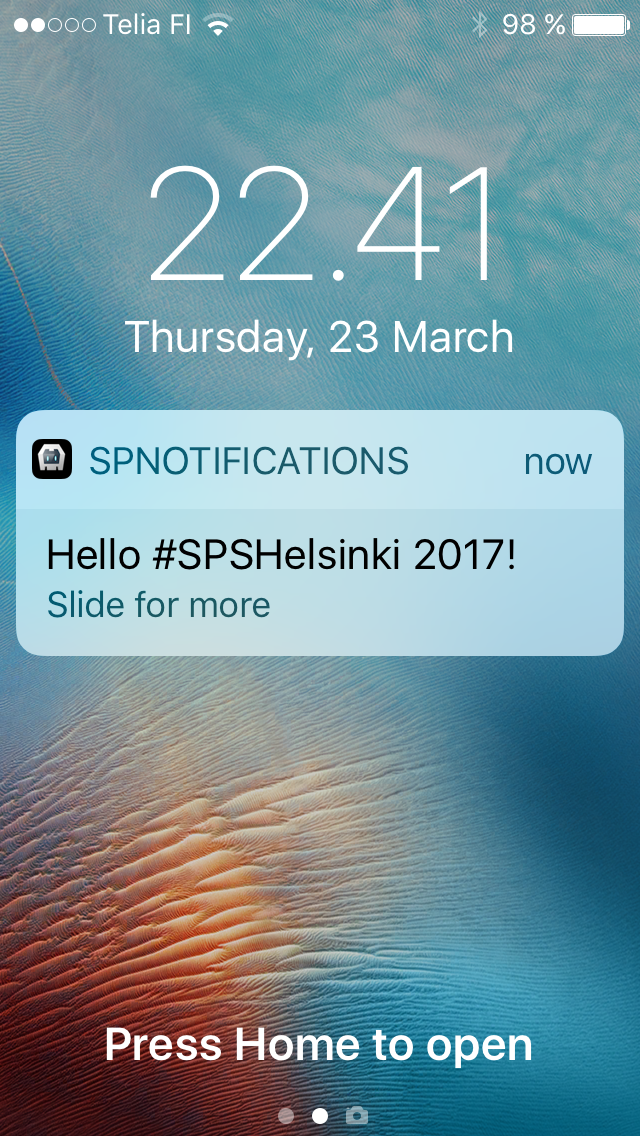 Telia FI 98 %
22.41
Thursday, 23 March
SPNOTIFICATIONS now
Hello #SPSHelsinki 2017!
Slide for more
Press Home to open